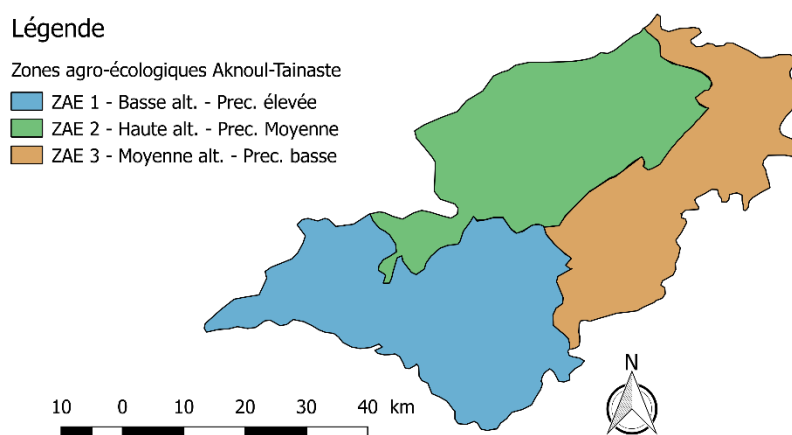 Légende
Zones agro-écologiques Aknoul-Tainaste
ZAE 1 - Basse alt. - Prec. élevée
ZAE 2 - Haute alt. - Prec. Moyenne
ZAE 3 - Moyenne alt. - Prec. basse
N
10 0 10 20 30 40 km